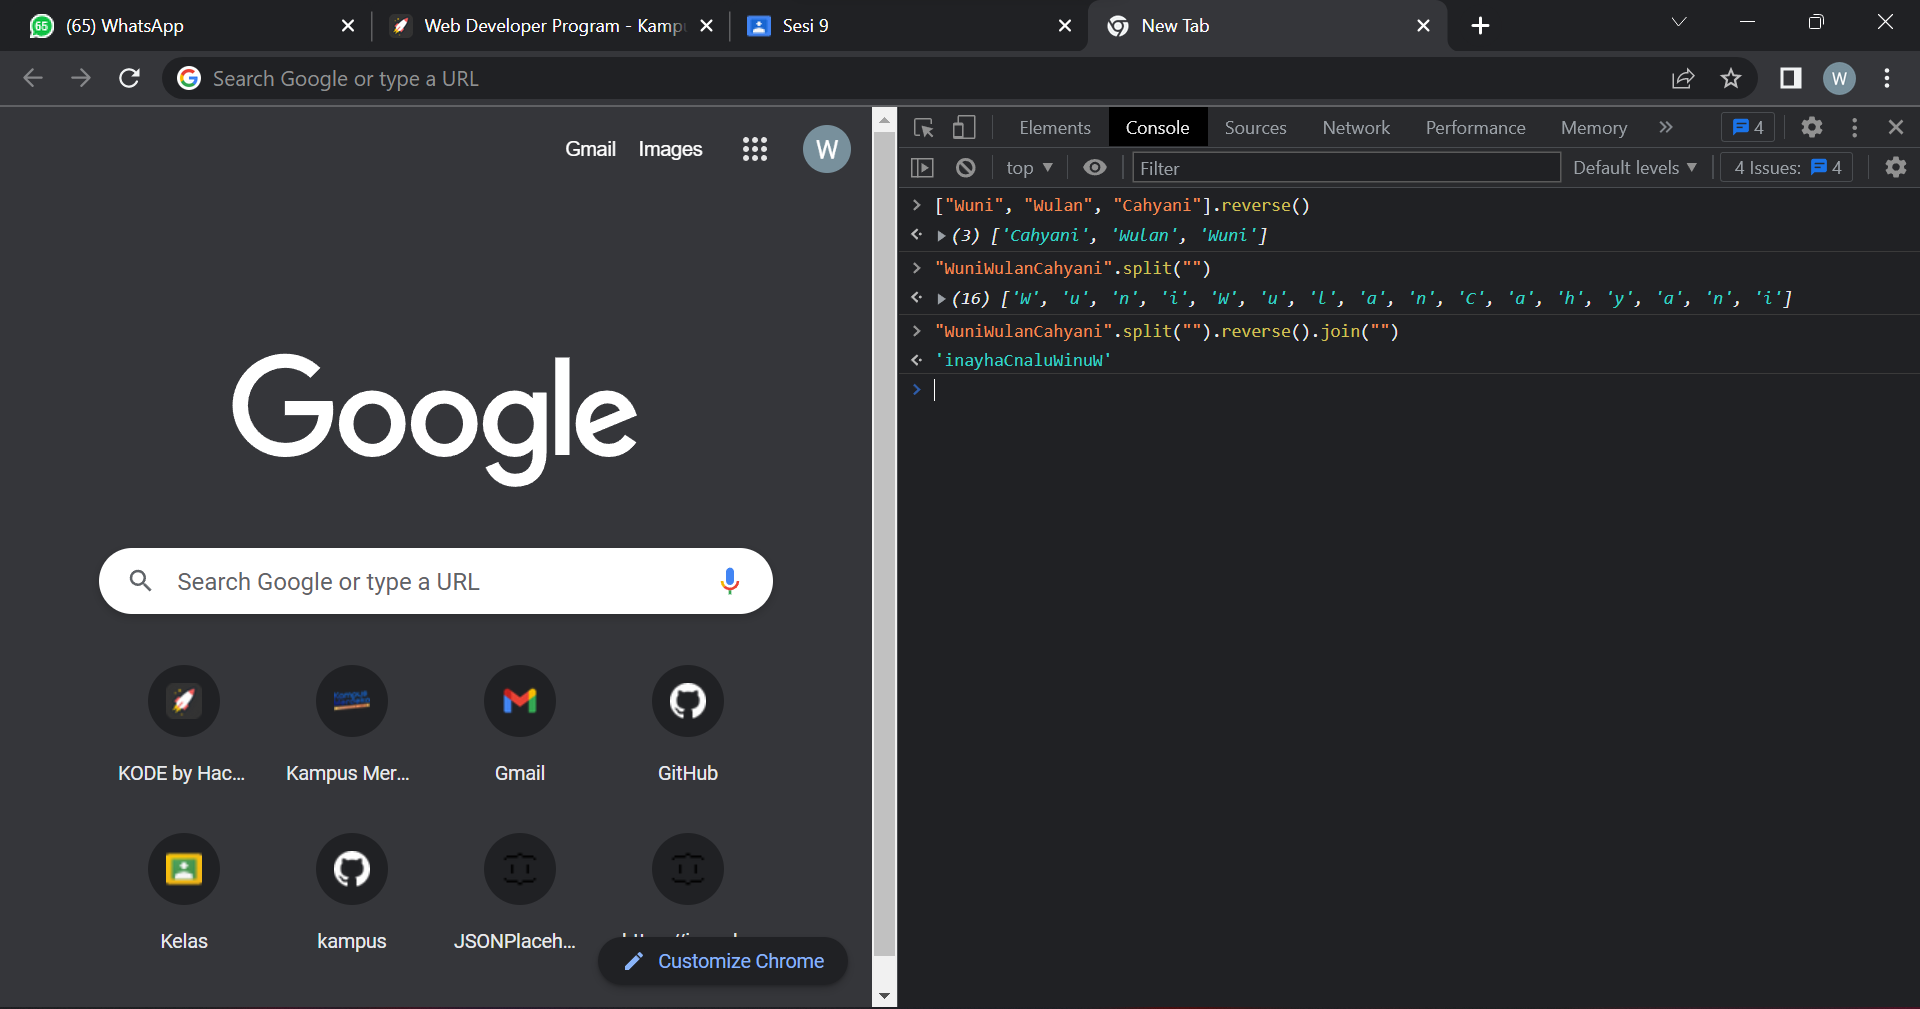 65 (65) WhatsApp
Web Developer Program - Kamp
Sesi 9
New Tab
Search Google or type a URL
W
Gmail Images W
Google
Search Google or type a URL
KODE by Hac... Kampus Mer... Gmail GitHub
Kelas kampus JSONPlaceh...
Customize Chrome
Elements Console Sources Network Performance Memory » 4
top Filter Default levels 4 Issues: 4
> ["Wuni", "Wulan", "Cahyani"].reverse()
(3) ['Cahyani', 'Wulan', 'Wuni']
> "WuniWulanCahyani".split("")
(16) ['W', 'u', 'n', 'i', 'W', 'u', 'l', 'a', 'n', 'C', 'a', 'h', 'y', 'a', 'n', 'i']
> "WuniWulanCahyani".split("").reverse().join("")
'inayhaCnaluWinuW'
>